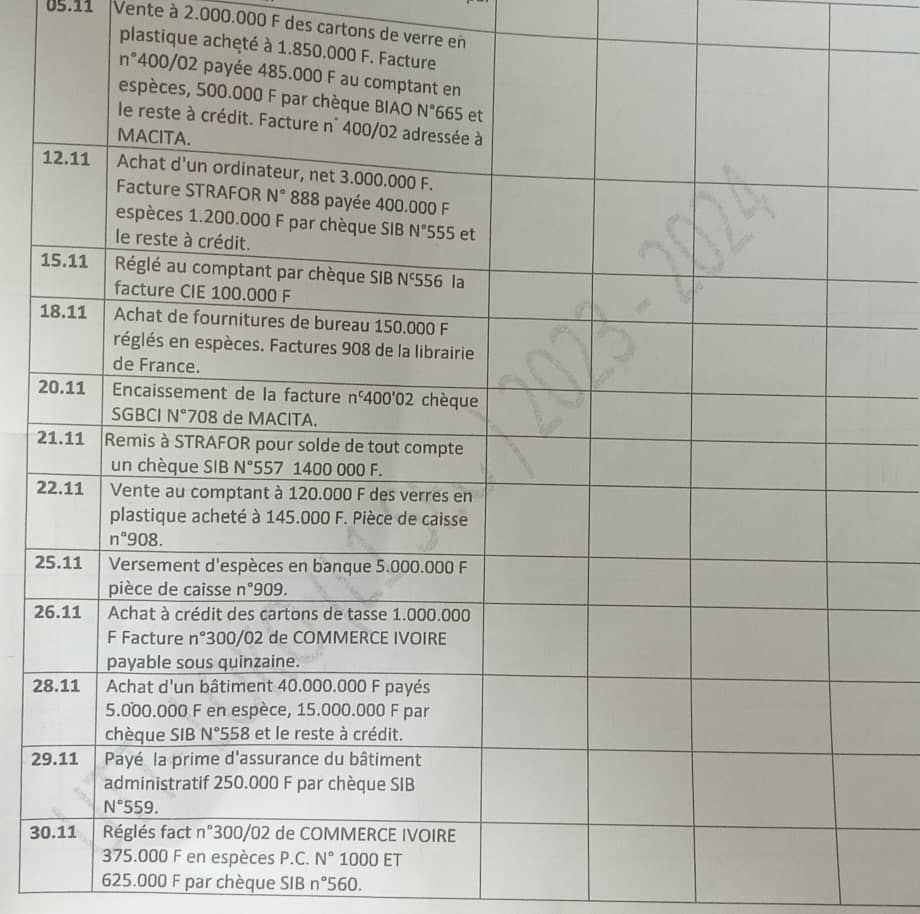 05.11 Vente à 2.000.000 F des cartons de verre en
plastique acheté à 1.850.000 F. Facture
n°400/02 payée 485.000 F au comptant en
espèces, 500.000 F par chèque BIAO N°665 et
le reste à crédit. Facture n° 400/02 adressée à
MACITA.
12.11 Achat d'un ordinateur, net 3.000.000 F.
Facture STRAFOR N° 888 payée 400.000 F
espèces 1.200.000 F par chèque SIB N°555 et
le reste à crédit.
15.11 Réglé au comptant par chèque SIB N°556 la
facture CIE 100.000 F
18.11 Achat de fournitures de bureau 150.000 F
réglés en espèces. Factures 908 de la librairie
de France.
20.11 Encaissement de la facture n°400'02 chèque
SGBCI N°708 de MACITA.
21.11 Remis à STRAFOR pour solde de tout compte
un chèque SIB N°557 1400 000 F.
22.11 Vente au comptant à 120.000 F des verres en
plastique acheté à 145.000 F. Pièce de caisse
n°908.
25.11 Versement d'espèces en banque 5.000.000 F
pièce de caisse n°909.
26.11 Achat à crédit des cartons de tasse 1.000.000
F Facture n°300/02 de COMMERCE IVOIRE
payable sous quinzaine.
28.11 Achat d'un bâtiment 40.000.000 F payés
5.000.000 F en espèce, 15.000.000 F par
chèque SIB N°558 et le reste à crédit.
29.11 Payé la prime d'assurance du bâtiment
administratif 250.000 F par chèque SIB
N°559.
30.11 Réglés fact n°300/02 de COMMERCE IVOIRE
375.000 F en espèces P.C. N° 1000 ET
625.000 F par chèque SIB n°560.
2023 - 2024